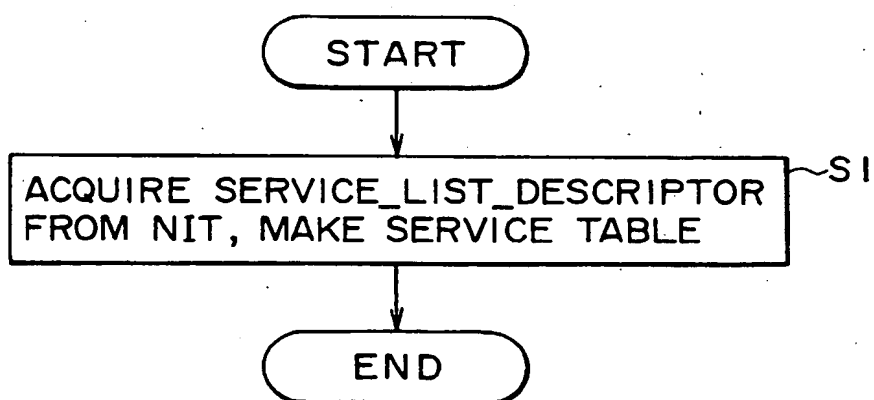 START
ACQUIRE SERVICE_LIST_DESCRIPTOR
FROM NIT, MAKE SERVICE TABLE
S1
END